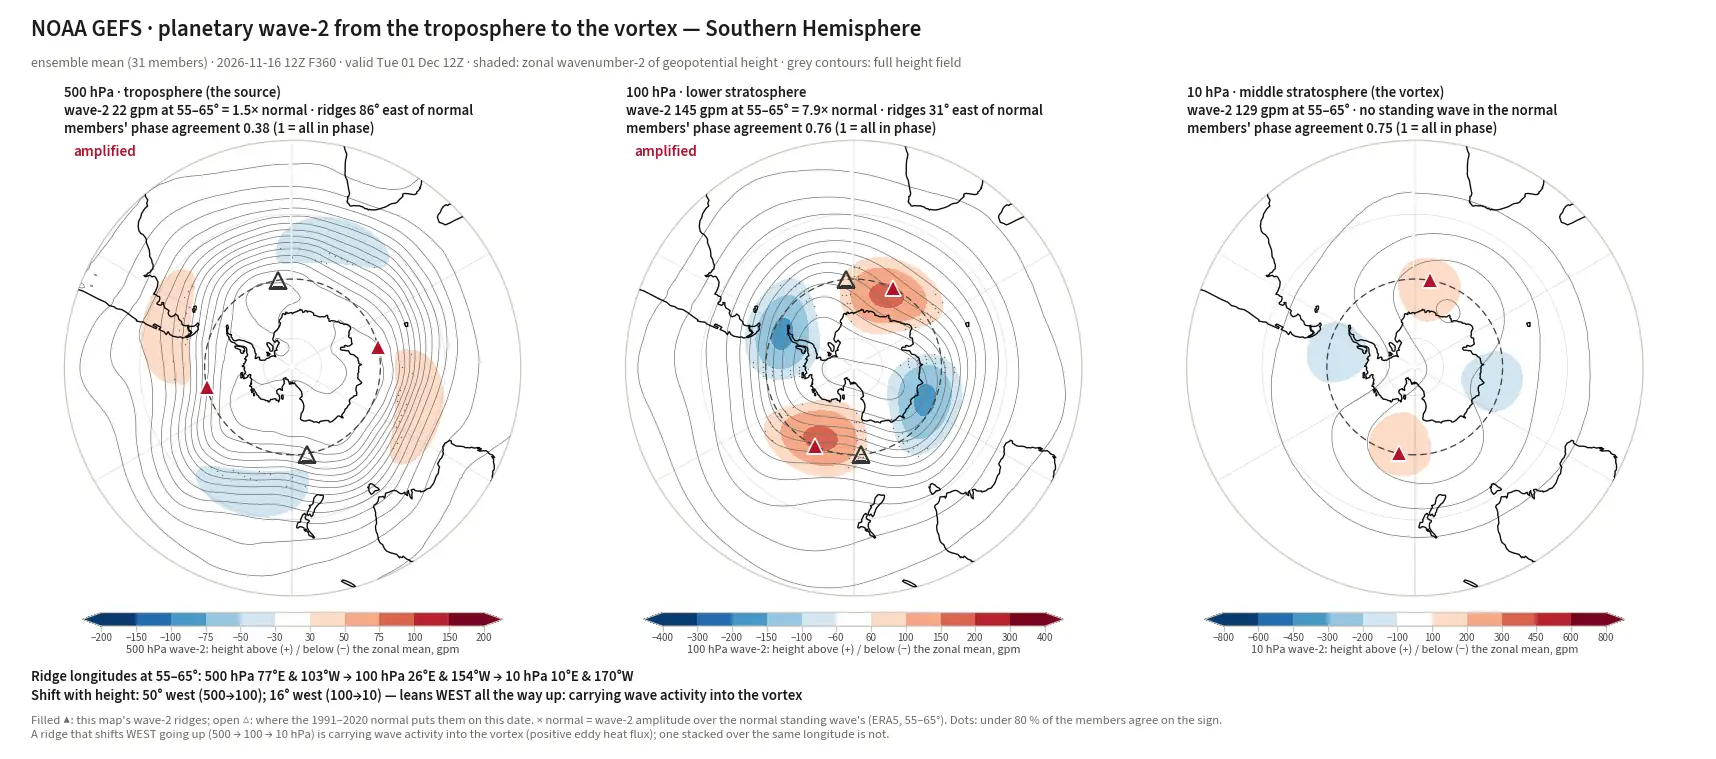 NOAA GEFS · planetary wave-2 from the troposphere to the vortex — Southern Hemisphere
ensemble mean (31 members) · 2026-11-16 12Z F360 · valid Tue 01 Dec 12Z · shaded: zonal wavenumber-2 of geopotential height · grey contours: full height field
500 hPa · troposphere (the source)
wave-2 22 gpm at 55–65° = 1.5× normal · ridges 86° east of normal
members' phase agreement 0.38 (1 = all in phase)
amplified
100 hPa · lower stratosphere
wave-2 145 gpm at 55–65° = 7.9× normal · ridges 31° east of normal
members' phase agreement 0.76 (1 = all in phase)
amplified
10 hPa · middle stratosphere (the vortex)
wave-2 129 gpm at 55–65° · no standing wave in the normal
members' phase agreement 0.75 (1 = all in phase)
−200 −150 −100 −75 −50 −30 30 50 75 100 150 200
500 hPa wave-2: height above (+) / below (−) the zonal mean, gpm
−400 −300 −200 −150 −100 −60 60 100 150 200 300 400
100 hPa wave-2: height above (+) / below (−) the zonal mean, gpm
−800 −600 −450 −300 −200 −100 100 200 300 450 600 800
10 hPa wave-2: height above (+) / below (−) the zonal mean, gpm
Ridge longitudes at 55–65°: 500 hPa 77°E & 103°W → 100 hPa 26°E & 154°W → 10 hPa 10°E & 170°W
Shift with height: 50° west (500→100); 16° west (100→10) — leans WEST all the way up: carrying wave activity into the vortex
Filled ▲: this map's wave-2 ridges; open △: where the 1991–2020 normal puts them on this date. × normal = wave-2 amplitude over the normal standing wave's (ERA5, 55–65°). Dots: under 80 % of the members agree on the sign.
A ridge that shifts WEST going up (500 → 100 → 10 hPa) is carrying wave activity into the vortex (positive eddy heat flux); one stacked over the same longitude is not.